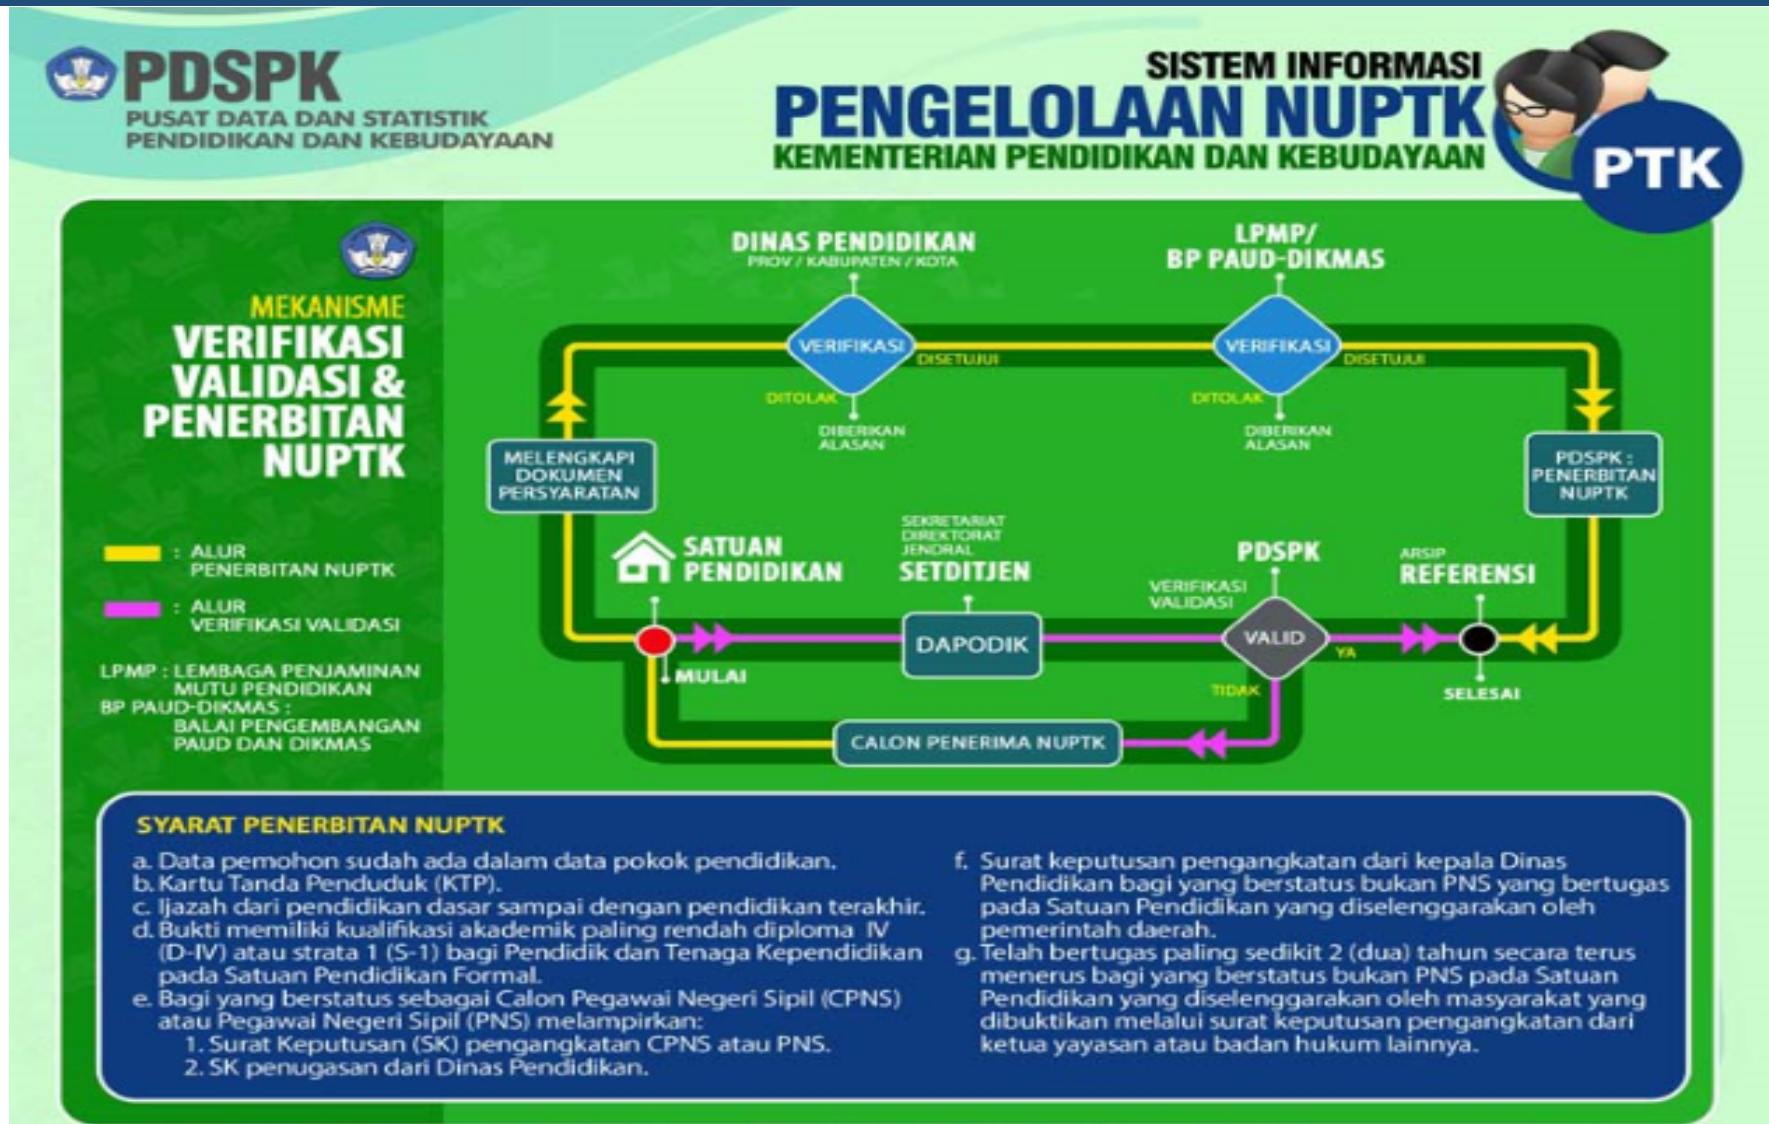 PDSPK
PUSAT DATA DAN STATISTIK
PENDIDIKAN DAN KEBUDAYAAN
SISTEM INFORMASI
PENGELOLAAN NUPTK
KEMENTERIAN PENDIDIKAN DAN KEBUDAYAAN
PTK
MEKANISME
VERIFIKASI
VALIDASI &
PENERBITAN
NUPTK
: ALUR
PENERBITAN NUPTK
: ALUR
VERIFIKASI VALIDASI
LPMP : LEMBAGA PENJAMINAN
MUTU PENDIDIKAN
BP PAUD-DIKMAS :
BALAI PENGEMBANGAN
PAUD DAN DIKMAS
DINAS PENDIDIKAN
PROV / KABUPATEN / KOTA
LPMP/
BP PAUD-DIKMAS
VERIFIKASI
DISETUJUI
VERIFIKASI
DISETUJUI
DITOLAK
DIBERIKAN
ALASAN
DITOLAK
DIBERIKAN
ALASAN
MELENGKAPI
DOKUMEN
PERSYARATAN
PDSPK :
PENERBITAN
NUPTK
SATUAN
PENDIDIKAN
SEKRETARIAT
DIREKTORAT
JENDRAL
SETDITJEN
PDSPK
VERIFIKASI
VALIDASI
ARSIP
REFERENSI
MULAI
DAPODIK
VALID
YA
TIDAK
SELESAI
CALON PENERIMA NUPTK
SYARAT PENERBITAN NUPTK
a. Data pemohon sudah ada dalam data pokok pendidikan.
b. Kartu Tanda Penduduk (KTP).
c. Ijazah dari pendidikan dasar sampai dengan pendidikan terakhir.
d. Bukti memiliki kualifikasi akademik paling rendah diploma IV
(D-IV) atau strata 1 (S-1) bagi Pendidik dan Tenaga Kependidikan
pada Satuan Pendidikan Formal.
e. Bagi yang berstatus sebagai Calon Pegawai Negeri Sipil (CPNS)
atau Pegawai Negeri Sipil (PNS) melampirkan:
1. Surat Keputusan (SK) pengangkatan CPNS atau PNS.
2. SK penugasan dari Dinas Pendidikan.
f. Surat keputusan pengangkatan dari kepala Dinas
Pendidikan bagi yang berstatus bukan PNS yang bertugas
pada Satuan Pendidikan yang diselenggarakan oleh
pemerintah daerah.
g. Telah bertugas paling sedikit 2 (dua) tahun secara terus
menerus bagi yang berstatus bukan PNS pada Satuan
Pendidikan yang diselenggarakan oleh masyarakat yang
dibuktikan melalui surat keputusan pengangkatan dari
ketua yayasan atau badan hukum lainnya.